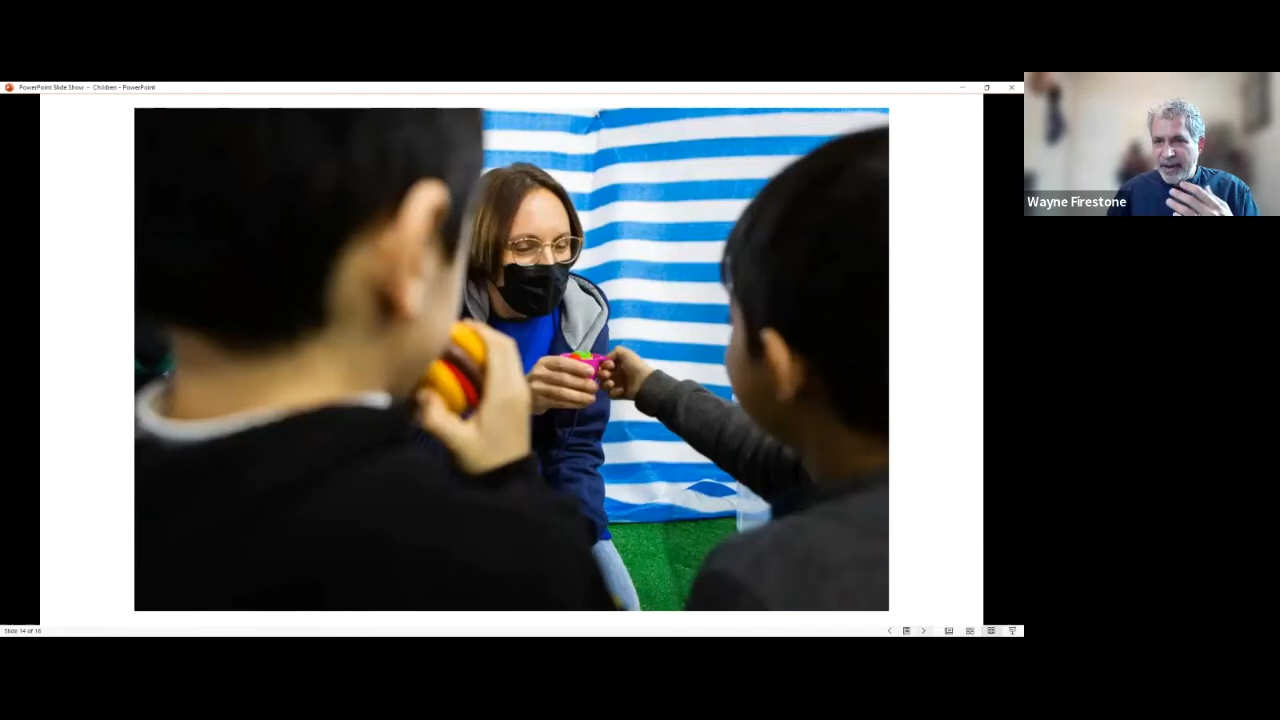 PowerPoint Slide Show - Children - PowerPoint
Wayne Firestone
Slide 14 of 16